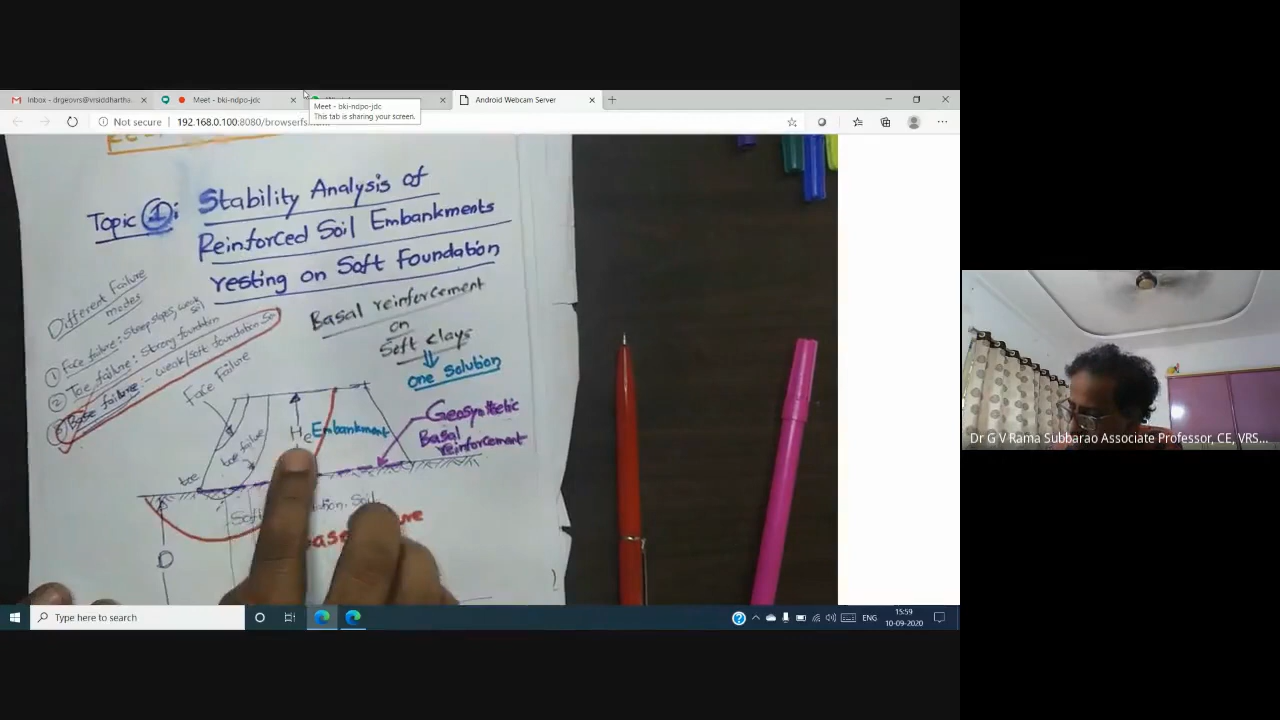 Inbox - drgeovrs@vrsiddhartha.
Meet - bki-ndpo-jdc
Android Webcam Server
Meet - bki-ndpo-jdc
This tab is sharing your screen.
Not secure
192.168.0.100:8080/browserfs.
Topic 1: Stability Analysis of
Reinforced Soil Embankments
resting on Soft Foundation
Different Failure
modes
1 Face failure: Steep slopes, weak
soil
2 Toe failure: Strong foundation
3 Base failure:- weak/soft foundation So
Basal reinforcement
on
Soft clays
one Solution
Face Failure
toe failure
He
Embankment
Geosynthetic
Basal
reinforcement
toe
D
Dr G V Rama Subbarao Associate Professor, CE, VRS...
Type here to search
ENG
15:59
10-09-2020